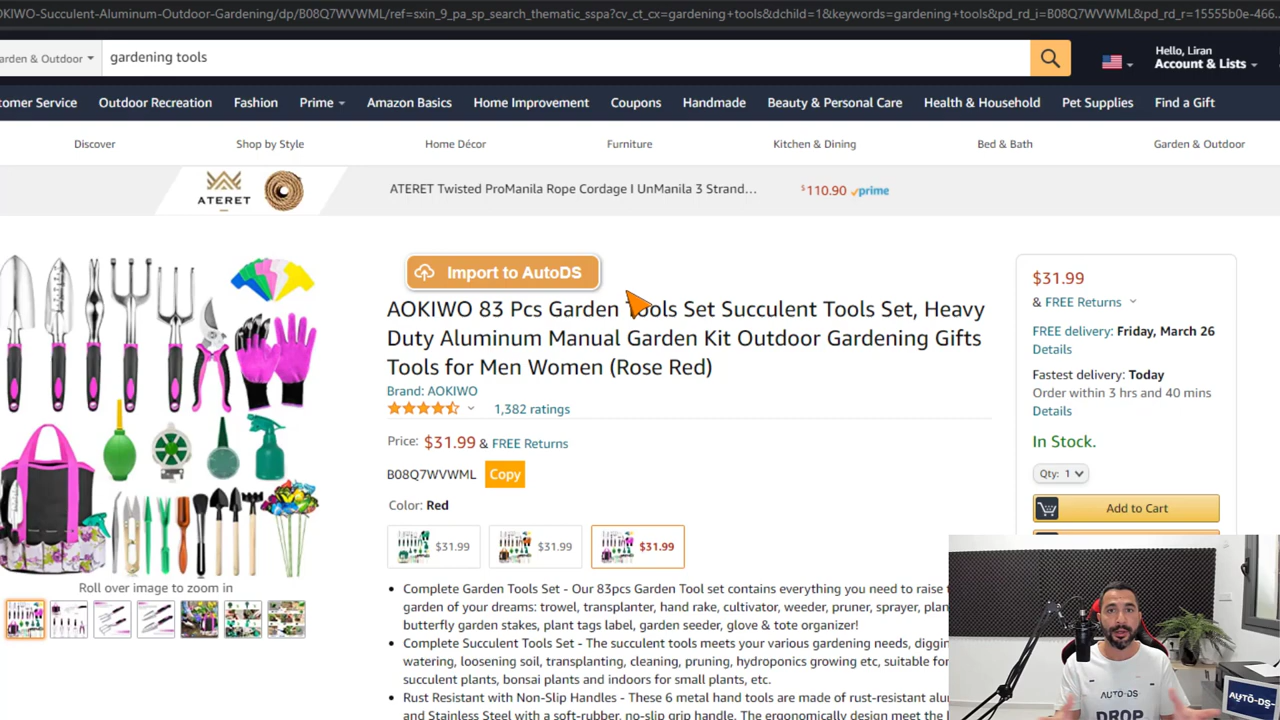 OKIWO-Succulent-Aluminum-Outdoor-Gardening/dp/B08Q7WVWML/ref=sxin_9_pa_sp_search_thematic_sspa?cv_ct_cx=gardening+tools&dchild=1&keywords=gardening+tools&pd_rd_i=B08Q7WVWML&pd_rd_r=15555b0e-466...
arden & Outdoor
gardening tools
Hello, Liran
Account & Lists
tomer Service Outdoor Recreation Fashion Prime Amazon Basics Home Improvement Coupons Handmade Beauty & Personal Care Health & Household Pet Supplies Find a Gift
Discover Shop by Style Home Décor Furniture Kitchen & Dining Bed & Bath Garden & Outdoor
ATERET
ATERET Twisted ProManila Rope Cordage I UnManila 3 Strand... $110.90 prime
Import to AutoDS
AOKIWO 83 Pcs Garden Tools Set Succulent Tools Set, Heavy
Duty Aluminum Manual Garden Kit Outdoor Gardening Gifts
Tools for Men Women (Rose Red)
Brand: AOKIWO
1,382 ratings
Price: $31.99 & FREE Returns
B08Q7WVWML Copy
Color: Red
$31.99 $31.99 $31.99
Roll over image to zoom in
Complete Garden Tools Set - Our 83pcs Garden Tool set contains everything you need to raise t
garden of your dreams: trowel, transplanter, hand rake, cultivator, weeder, pruner, sprayer, plan
butterfly garden stakes, plant tags label, garden seeder, glove & tote organizer!
Complete Succulent Tools Set - The succulent tools meets your various gardening needs, digging
watering, loosening soil, transplanting, cleaning, pruning, hydroponics growing etc, suitable for
succulent plants, bonsai plants and indoors for small plants, etc.
Rust Resistant with Non-Slip Handles - These 6 metal hand tools are made of rust-resistant alu
and Stainless Steel with a soft-rubber, no-slip grip handle. The ergonomically design meet the
$31.99
& FREE Returns
FREE delivery: Friday, March 26
Details
Fastest delivery: Today
Order within 3 hrs and 40 mins
Details
In Stock.
Qty: 1
Add to Cart
AUTO-DS
DROP
AUTO-DS